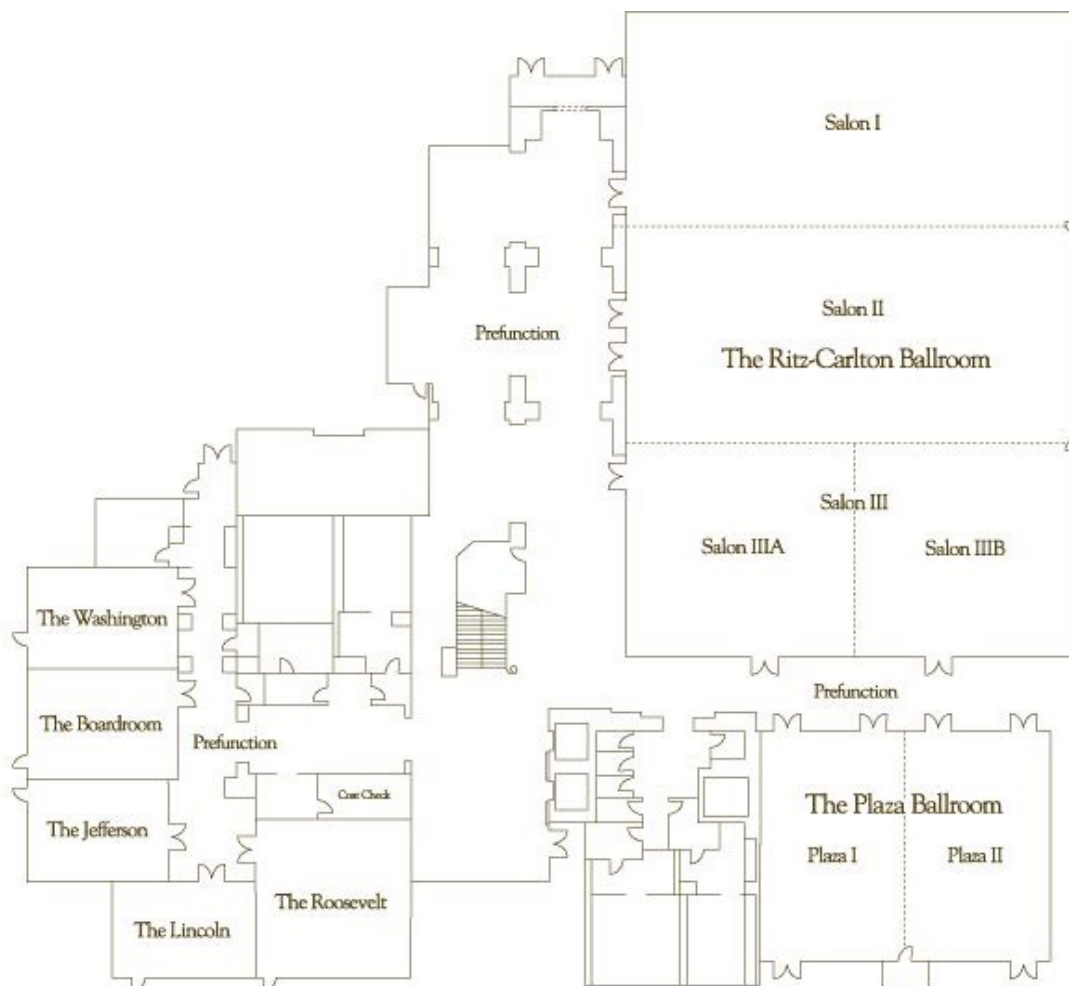 Salon I
Salon II
Prefunction
The Ritz-Carlton Ballroom
Salon III
Salon IIIA
Salon IIIB
The Washington
Prefunction
The Boardroom
Prefunction
Coat Check
The Plaza Ballroom
The Jefferson
Plaza I
Plaza II
The Roosevelt
The Lincoln